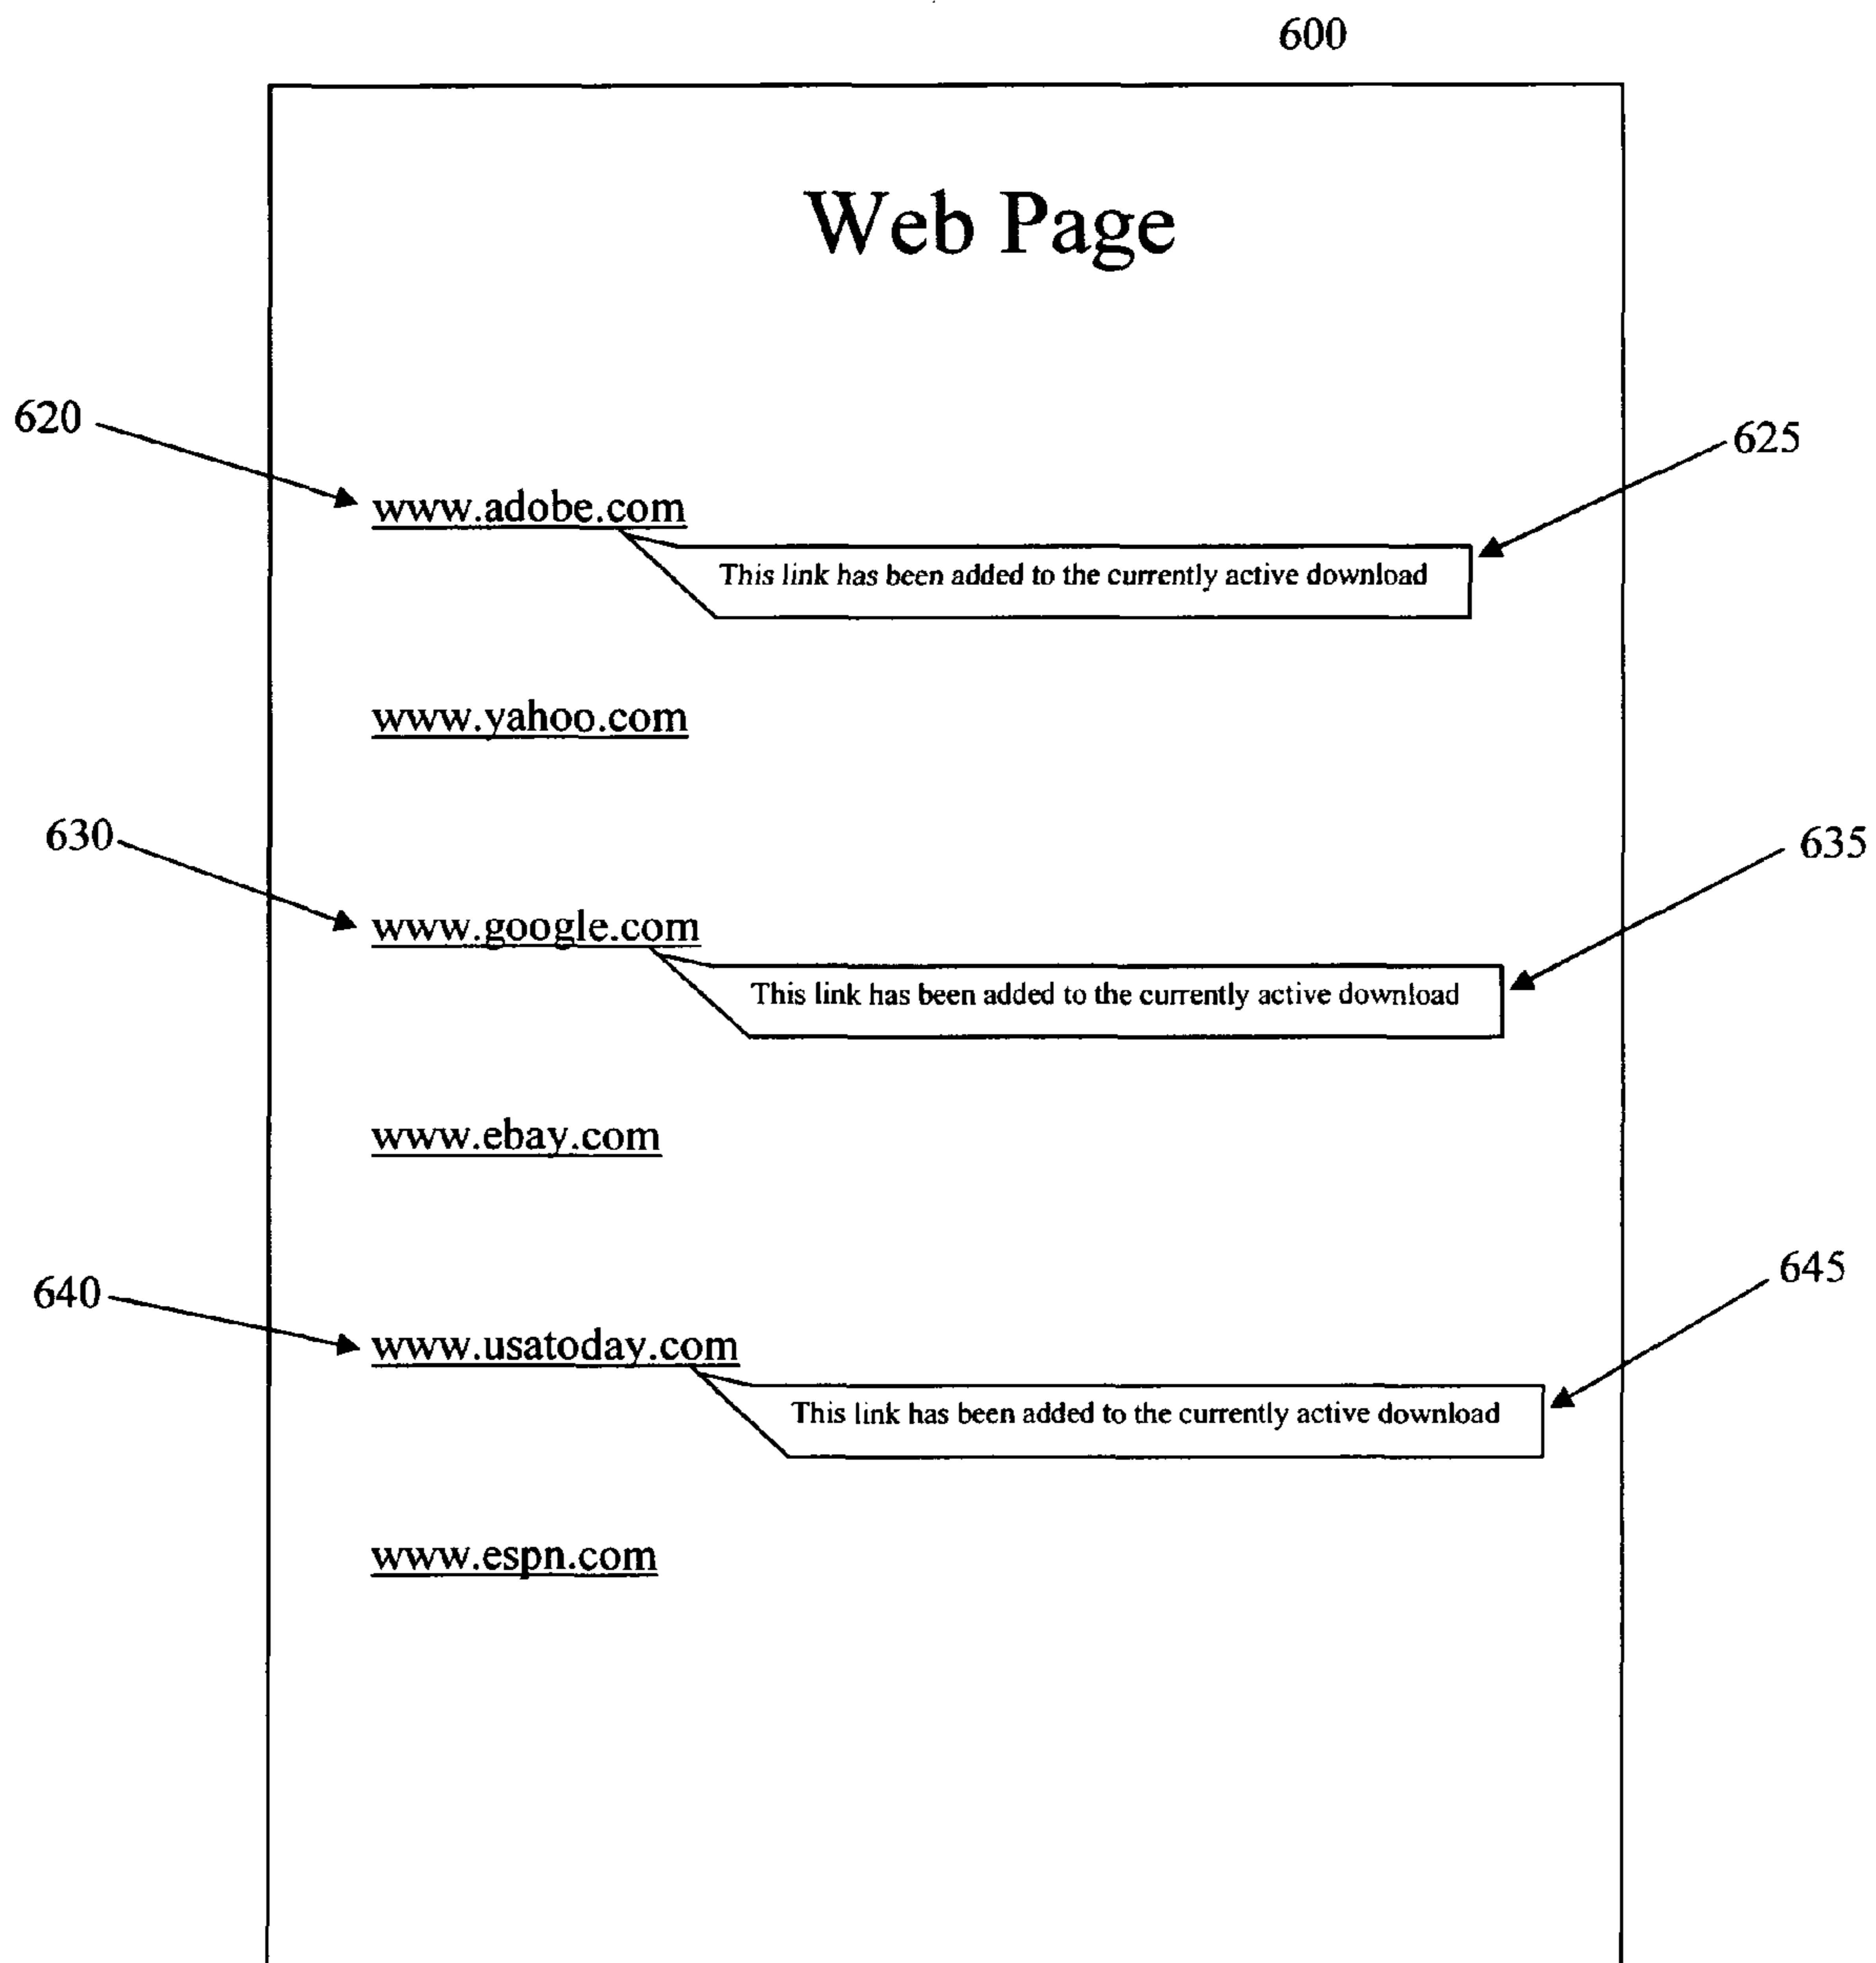 600
Web Page
620
625
www.adobe.com
This link has been added to the currently active download
www.yahoo.com
630
635
www.google.com
This link has been added to the currently active download
www.ebay.com
640
645
www.usatoday.com
This link has been added to the currently active download
www.espn.com